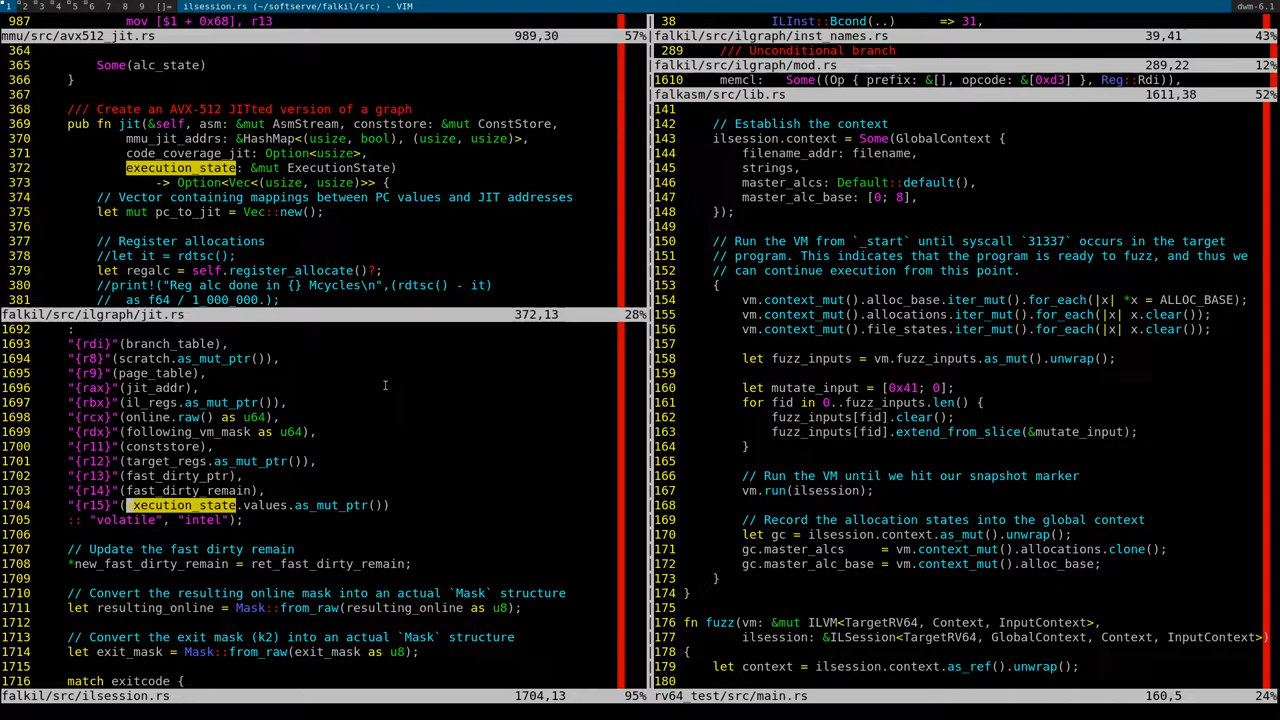 1 2 3 4 5 6 7 8 9 []= ilsession.rs (~/softserve/falkil/src) - VIM dwm-6.1
987 mov [$1 + 0x68], r13
mmu/src/avx512_jit.rs 989,30 57%
364
365 Some(alc_state)
366 }
367
368 /// Create an AVX-512 JITted version of a graph
369 pub fn jit(&self, asm: &mut AsmStream, conststore: &mut ConstStore,
370 mmu_jit_addrs: &HashMap<(usize, bool), (usize, usize)>,
371 code_coverage_jit: Option<usize>,
372 execution_state: &mut ExecutionState)
373 -> Option<Vec<(usize, usize)>> {
374 // Vector containing mappings between PC values and JIT addresses
375 let mut pc_to_jit = Vec::new();
376
377 // Register allocations
378 //let it = rdtsc();
379 let regalc = self.register_allocate()?;
380 //print!("Reg alc done in {} Mcycles\n",(rdtsc() - it)
381 // as f64 / 1_000_000.);
falkil/src/ilgraph/jit.rs 372,13 28%
1692 :
1693 "{rdi}"(branch_table),
1694 "{r8}"(scratch.as_mut_ptr()),
1695 "{r9}"(page_table),
1696 "{rax}"(jit_addr),
1697 "{rbx}"(il_regs.as_mut_ptr()),
1698 "{rcx}"(online.raw() as u64),
1699 "{rdx}"(following_vm_mask as u64),
1700 "{r11}"(conststore),
1701 "{r12}"(target_regs.as_mut_ptr()),
1702 "{r13}"(fast_dirty_ptr),
1703 "{r14}"(fast_dirty_remain),
1704 "{r15}"(execution_state.values.as_mut_ptr())
1705 :: "volatile", "intel");
1706
1707 // Update the fast dirty remain
1708 *new_fast_dirty_remain = ret_fast_dirty_remain;
1709
1710 // Convert the resulting online mask into an actual `Mask` structure
1711 let resulting_online = Mask::from_raw(resulting_online as u8);
1712
1713 // Convert the exit mask (k2) into an actual `Mask` structure
1714 let exit_mask = Mask::from_raw(exit_mask as u8);
1715
1716 match exitcode {
falkil/src/ilsession.rs 1704,13 95%
38 ILInst::Bcond(..) => 31,
falkil/src/ilgraph/inst_names.rs 39,41 43%
289 /// Unconditional branch
falkil/src/ilgraph/mod.rs 289,22 12%
1610 memcl: Some((Op { prefix: &[], opcode: &[0xd3] }, Reg::Rdi)),
falkasm/src/lib.rs 1611,38 52%
141
142 // Establish the context
143 ilsession.context = Some(GlobalContext {
144 filename_addr: filename,
145 strings,
146 master_alcs: Default::default(),
147 master_alc_base: [0; 8],
148 });
149
150 // Run the VM from `_start` until syscall `31337` occurs in the target
151 // program. This indicates that the program is ready to fuzz, and thus we
152 // can continue execution from this point.
153 {
154 vm.context_mut().alloc_base.iter_mut().for_each(|x| *x = ALLOC_BASE);
155 vm.context_mut().allocations.iter_mut().for_each(|x| x.clear());
156 vm.context_mut().file_states.iter_mut().for_each(|x| x.clear());
157
158 let fuzz_inputs = vm.fuzz_inputs.as_mut().unwrap();
159
160 let mutate_input = [0x41; 0];
161 for fid in 0..fuzz_inputs.len() {
162 fuzz_inputs[fid].clear();
163 fuzz_inputs[fid].extend_from_slice(&mutate_input);
164 }
165
166 // Run the VM until we hit our snapshot marker
167 vm.run(ilsession);
168
169 // Record the allocation states into the global context
170 let gc = ilsession.context.as_mut().unwrap();
171 gc.master_alcs = vm.context_mut().allocations.clone();
172 gc.master_alc_base = vm.context_mut().alloc_base;
173 }
174 }
175
176 fn fuzz(vm: &mut ILVM<TargetRV64, Context, InputContext>,
177 ilsession: &ILSession<TargetRV64, GlobalContext, Context, InputContext>)
178 {
179 let context = ilsession.context.as_ref().unwrap();
180
rv64_test/src/main.rs 160,5 24%